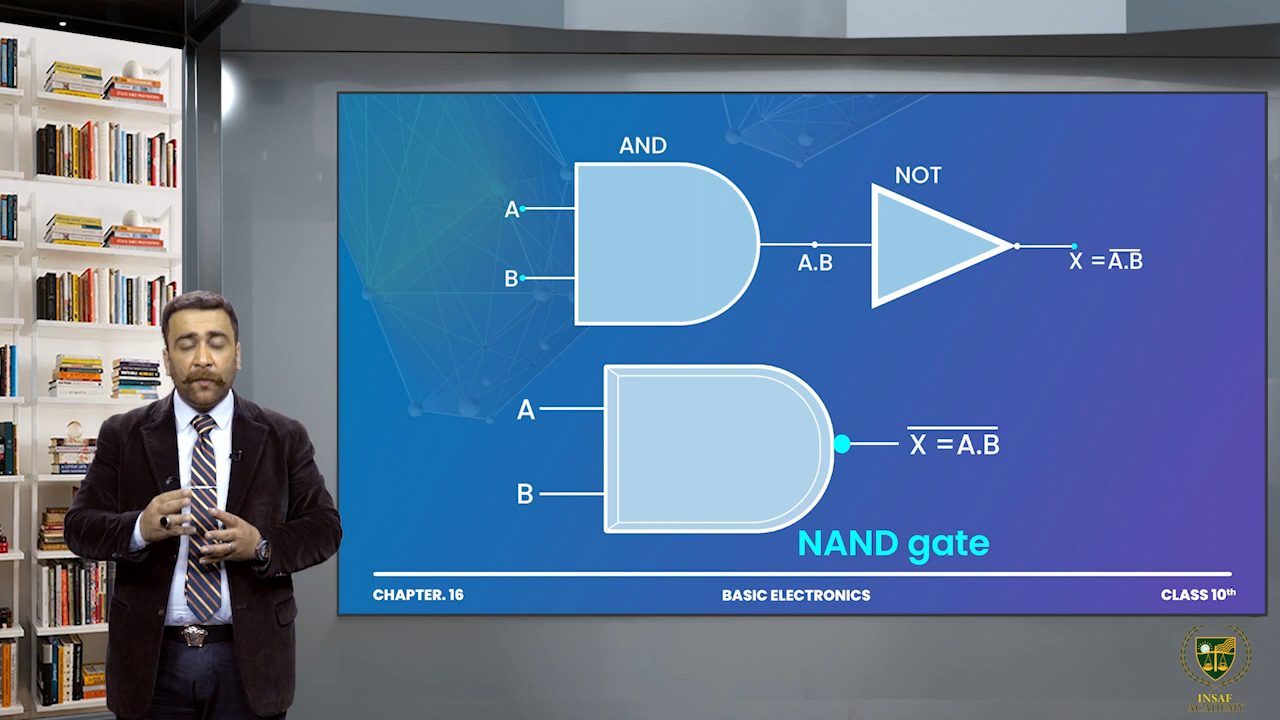 AND
NOT
A
B
A.B
X = A̅.̅B̅
A
B
X̅ ̅=̅A̅.̅B̅
NAND gate
CHAPTER. 16
BASIC ELECTRONICS
CLASS 10th
INSAF
ACADEMY